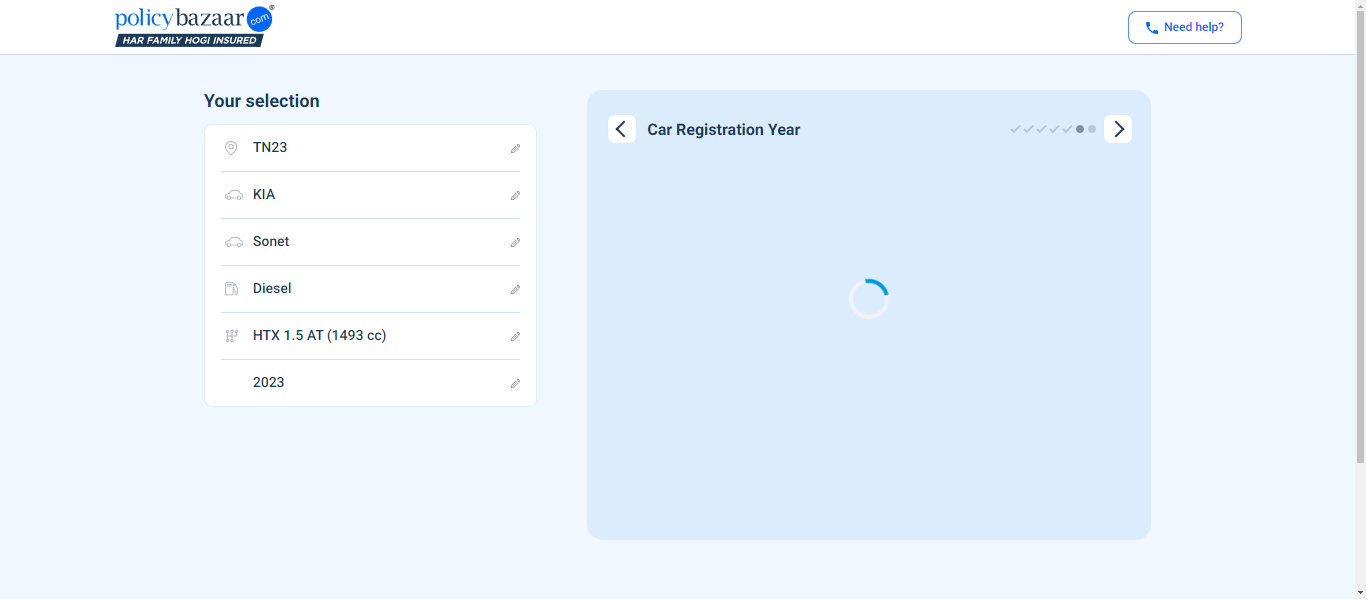 policybazaar.com®
HAR FAMILY HOGI INSURED
Need help?
Your selection
TN23
KIA
Sonet
Diesel
HTX 1.5 AT (1493 cc)
2023
Car Registration Year